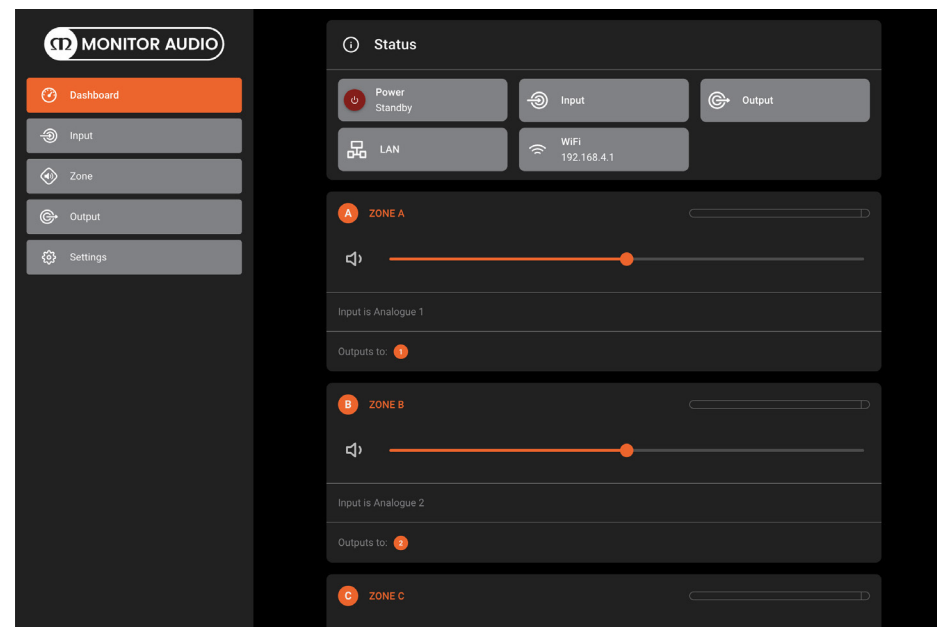 MONITOR AUDIO
Dashboard
Input
Zone
Output
Settings
Status
Power
Standby
Input
Output
LAN
WiFi
192.168.4.1
A ZONE A
Input is Analogue 1
Outputs to: 1
B ZONE B
Input is Analogue 2
Outputs to: 2
C ZONE C